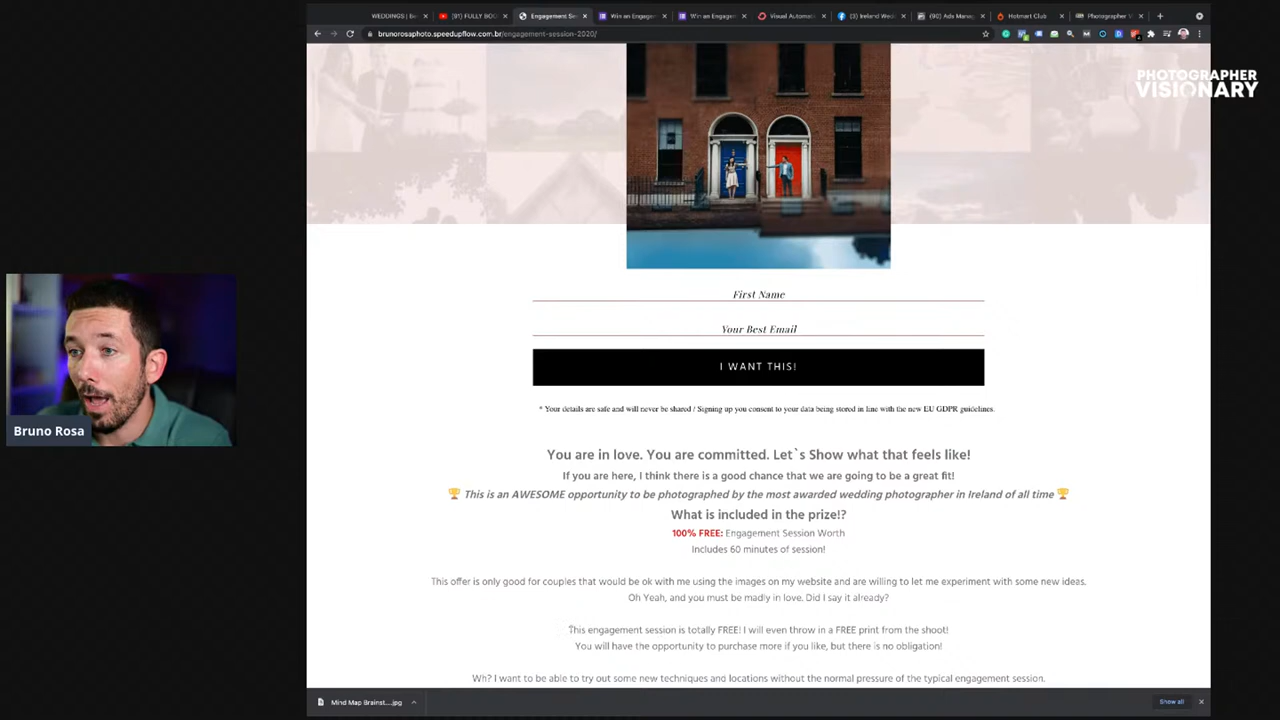 WEDDINGS | Be
(91) FULLY BOO
Engagement Se
Win an Engagem
Win an Engagem
Visual Automat
(3) Ireland Wed
(90) Ads Manag
Hotmart Club
Photographer V
brunorosaphoto.speedupflow.com.br/engagement-session-2020/
PHOTOGRAPHER
VISIONARY
First Name
Your Best Email
I WANT THIS!
* Your details are safe and will never be shared / Signing up you consent to your data being stored in line with the new EU GDPR guidelines.
Bruno Rosa
You are in love. You are committed. Let`s Show what that feels like!
If you are here, I think there is a good chance that we are going to be a great fit!
🏆 This is an AWESOME opportunity to be photographed by the most awarded wedding photographer in Ireland of all time 🏆
What is included in the prize!?
100% FREE: Engagement Session Worth
Includes 60 minutes of session!
This offer is only good for couples that would be ok with me using the images on my website and are willing to let me experiment with some new ideas.
Oh Yeah, and you must be madly in love. Did I say it already?
This engagement session is totally FREE! I will even throw in a FREE print from the shoot!
You will have the opportunity to purchase more if you like, but there is no obligation!
Wh? I want to be able to try out some new techniques and locations without the normal pressure of the typical engagement session.
Mind Map Brainst....jpg
Show all